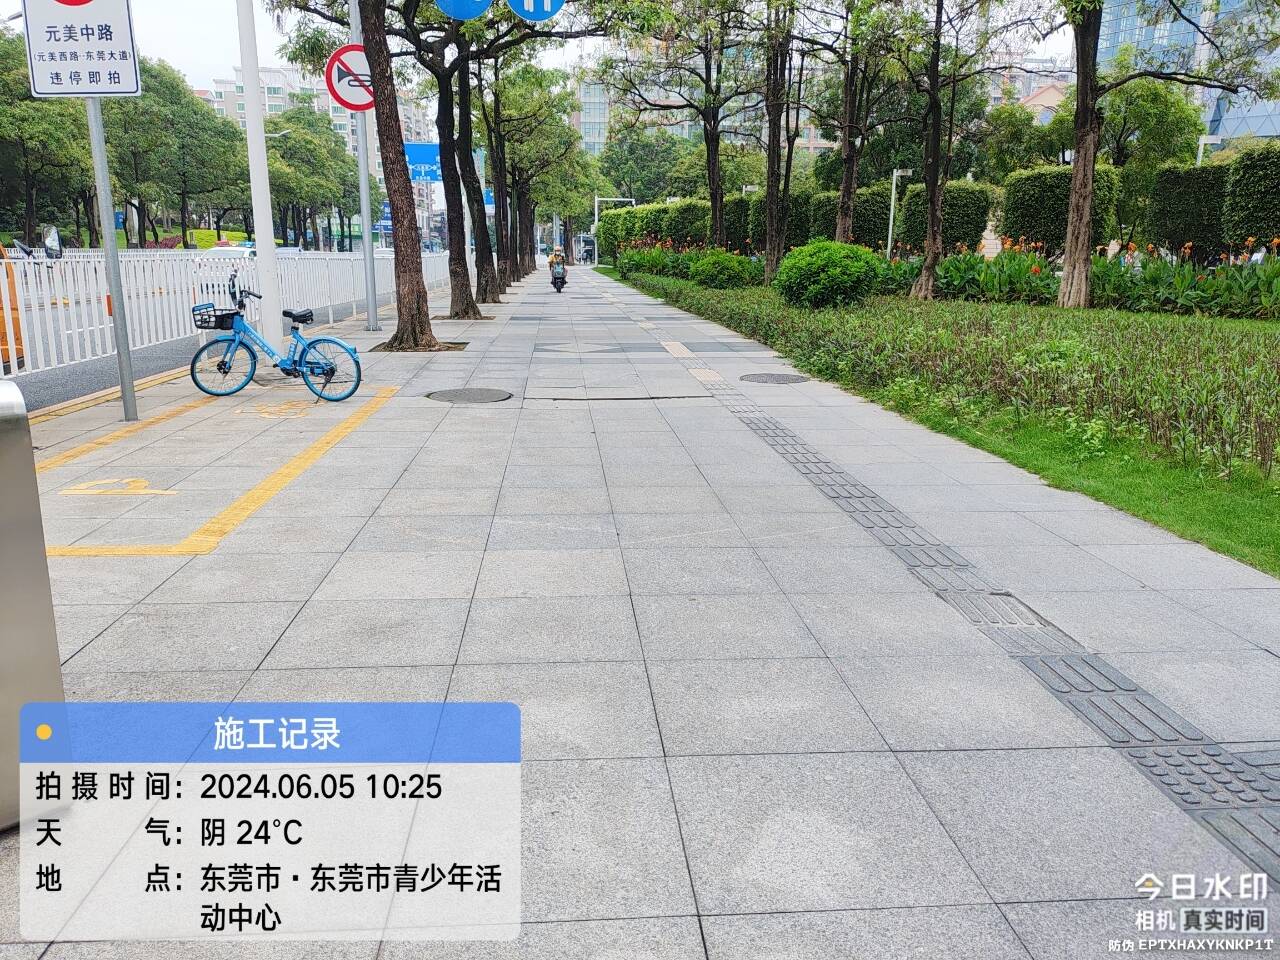 元美中路
(元美西路-东莞大道)
违停即拍
施工记录
拍摄时间：2024.06.05 10:25
天气：阴 24°C
地点：东莞市·东莞市青少年活
动中心
今日水印
相机 真实时间
防伪 EPTXHAXYKNKP1T